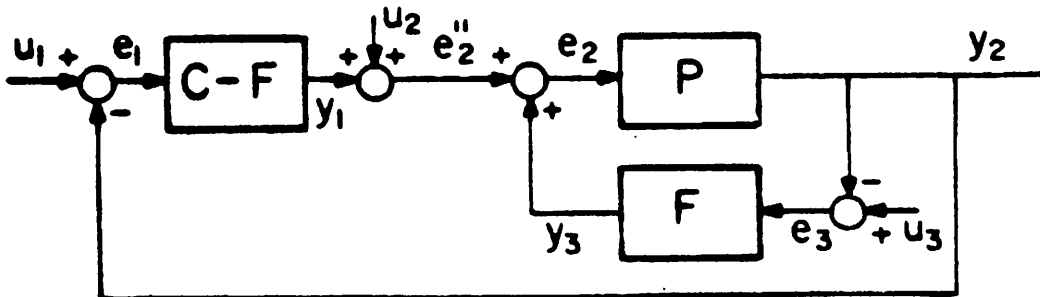 u₂
y₂
u₁ + e₁ C-F + + e₂" + e₂ P
- y₁ +
F -
y₃ e₃ + u₃